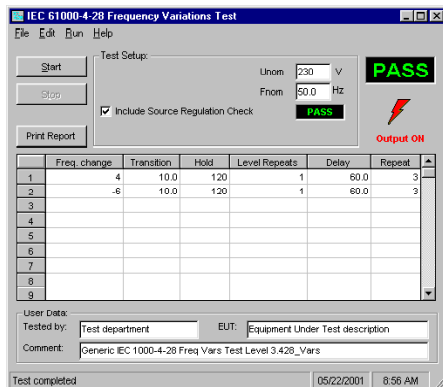 IEC 61000-4-28 Frequency Variations Test
File Edit Run Help
Start
Stop
Print Report
Test Setup:
Unom 230 V
Fnom 50.0 Hz
Include Source Regulation Check PASS
PASS
Output ON
Freq. change Transition Hold Level Repeats Delay Repeat
1 4 10.0 120 1 60.0 3
2 -6 10.0 120 1 60.0 3
3
4
5
6
7
8
9
User Data:
Tested by: Test department EUT: Equipment Under Test description
Comment: Generic IEC 1000-4-28 Freq Vars Test Level 3.428_Vars
Test completed 05/22/2001 8:56 AM